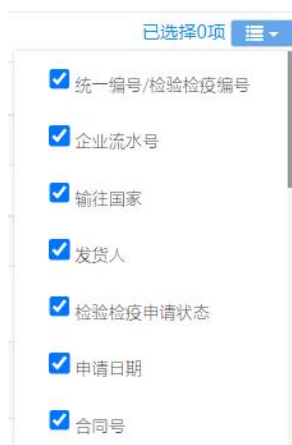 已选择0项
统一编号/检验检疫编号
企业流水号
输往国家
发货人
检验检疫申请状态
申请日期
合同号